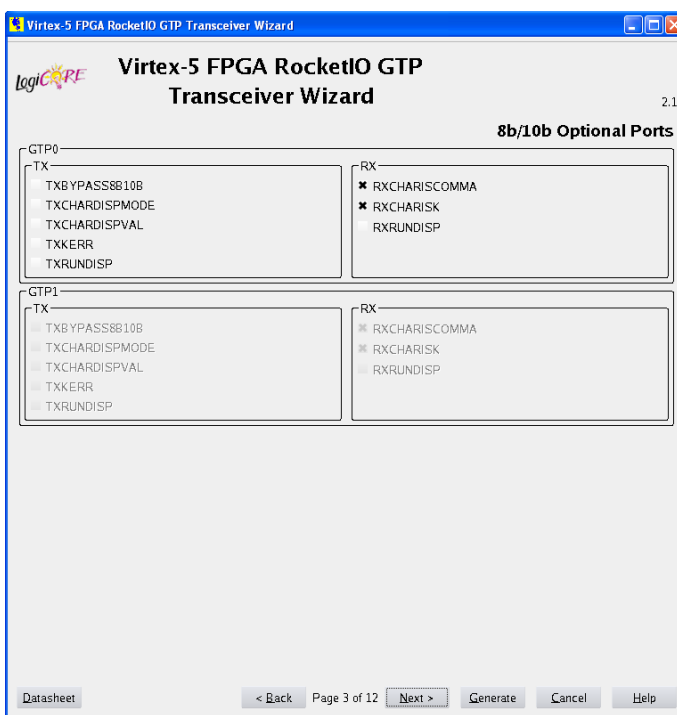 Virtex-5 FPGA RocketIO GTP Transceiver Wizard
LogiCORE
Virtex-5 FPGA RocketIO GTP
Transceiver Wizard
2.1
8b/10b Optional Ports
GTP0
TX
TXBYPASS8B10B
TXCHARDISPMODE
TXCHARDISPVAL
TXKERR
TXRUNDISP
RX
RXCHARISCOMMA
RXCHARISK
RXRUNDISP
GTP1
TX
TXBYPASS8B10B
TXCHARDISPMODE
TXCHARDISPVAL
TXKERR
TXRUNDISP
RX
RXCHARISCOMMA
RXCHARISK
RXRUNDISP
Datasheet < Back Page 3 of 12 Next > Generate Cancel Help